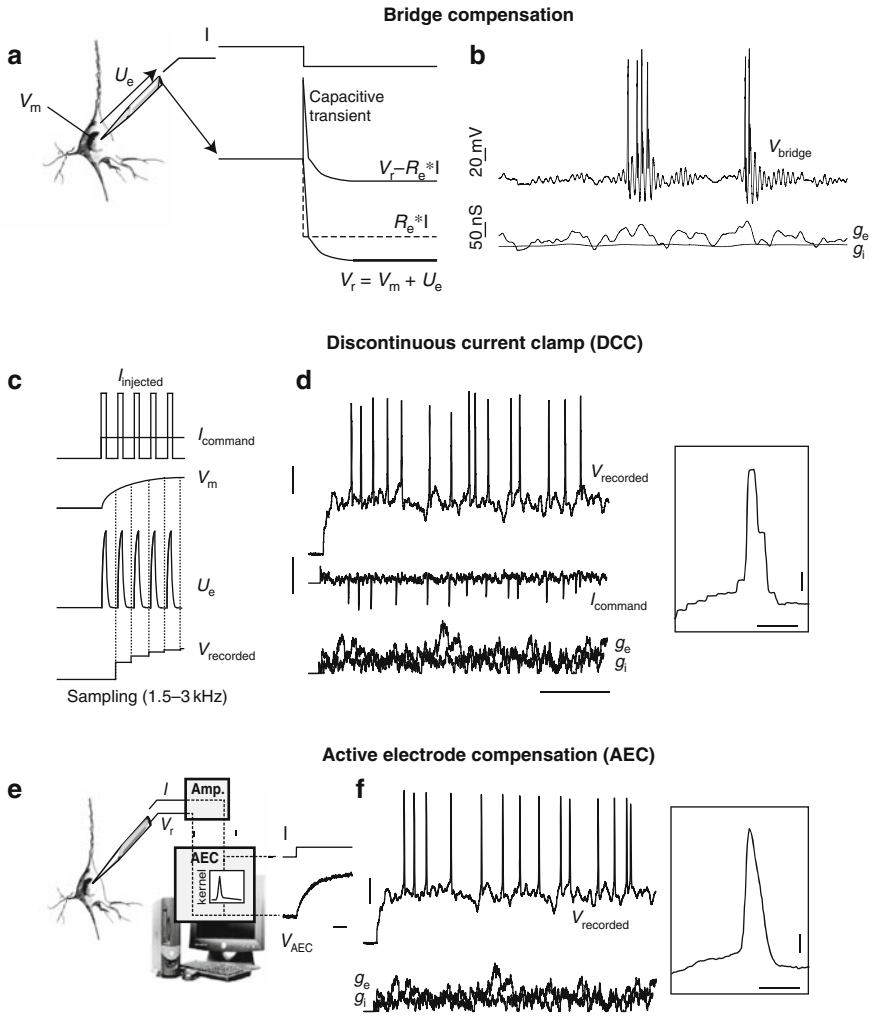 Bridge compensation
a
I
U_e
V_m
Capacitive
transient
V_r–R_e*I
R_e*I
V_r = V_m + U_e
b
20 mV
V_bridge
50 nS
g_e
g_i
Discontinuous current clamp (DCC)
c
I_injected
I_command
V_m
U_e
V_recorded
Sampling (1.5–3 kHz)
d
V_recorded
I_command
g_e
g_i
Active electrode compensation (AEC)
e
I
Amp.
V_r
AEC
kernel
I
V_AEC
f
V_recorded
g_e
g_i